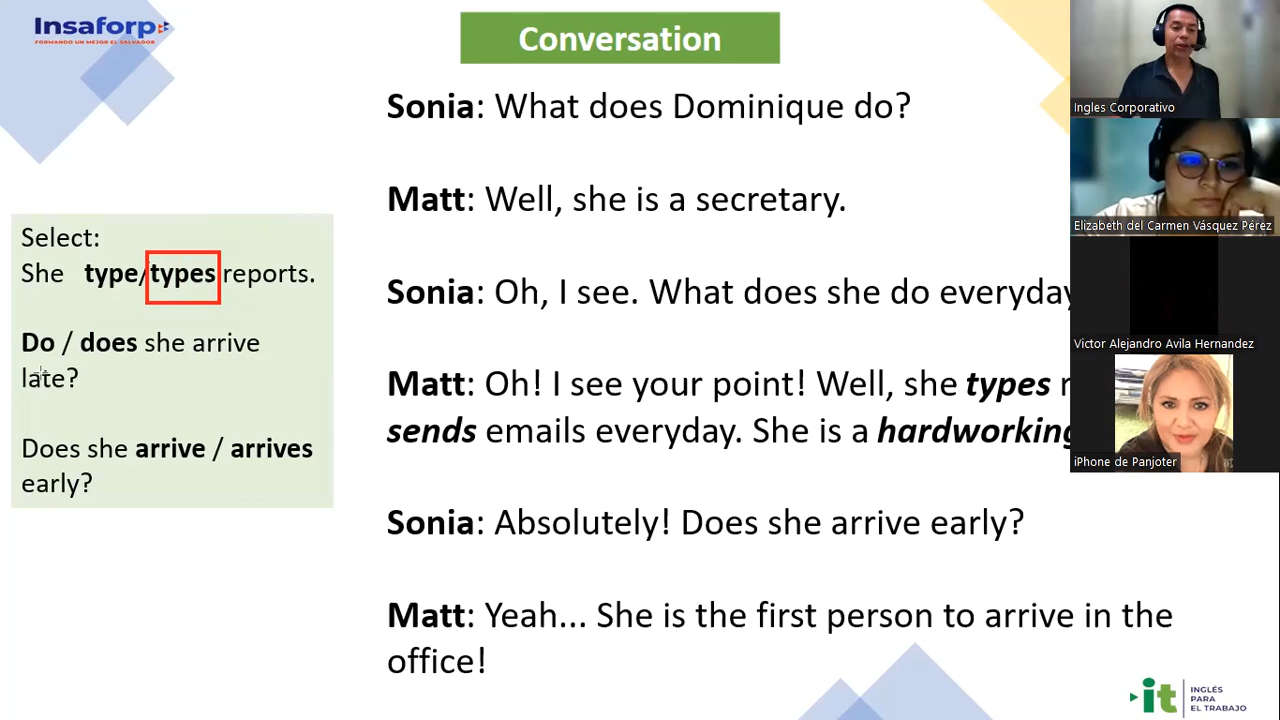 Insaforp
FORMANDO UN MEJOR EL SALVADOR
Conversation
Sonia: What does Dominique do?
Matt: Well, she is a secretary.
Sonia: Oh, I see. What does she do everyday
Matt: Oh! I see your point! Well, she types
sends emails everyday. She is a hardworking
Sonia: Absolutely! Does she arrive early?
Matt: Yeah... She is the first person to arrive in the
office!
Select:
She type/types reports.
Do / does she arrive
late?
Does she arrive / arrives
early?
Ingles Corporativo
Elizabeth del Carmen Vásquez Pérez
Victor Alejandro Avila Hernandez
iPhone de Panjoter
it
INGLÉS
PARA
EL TRABAJO